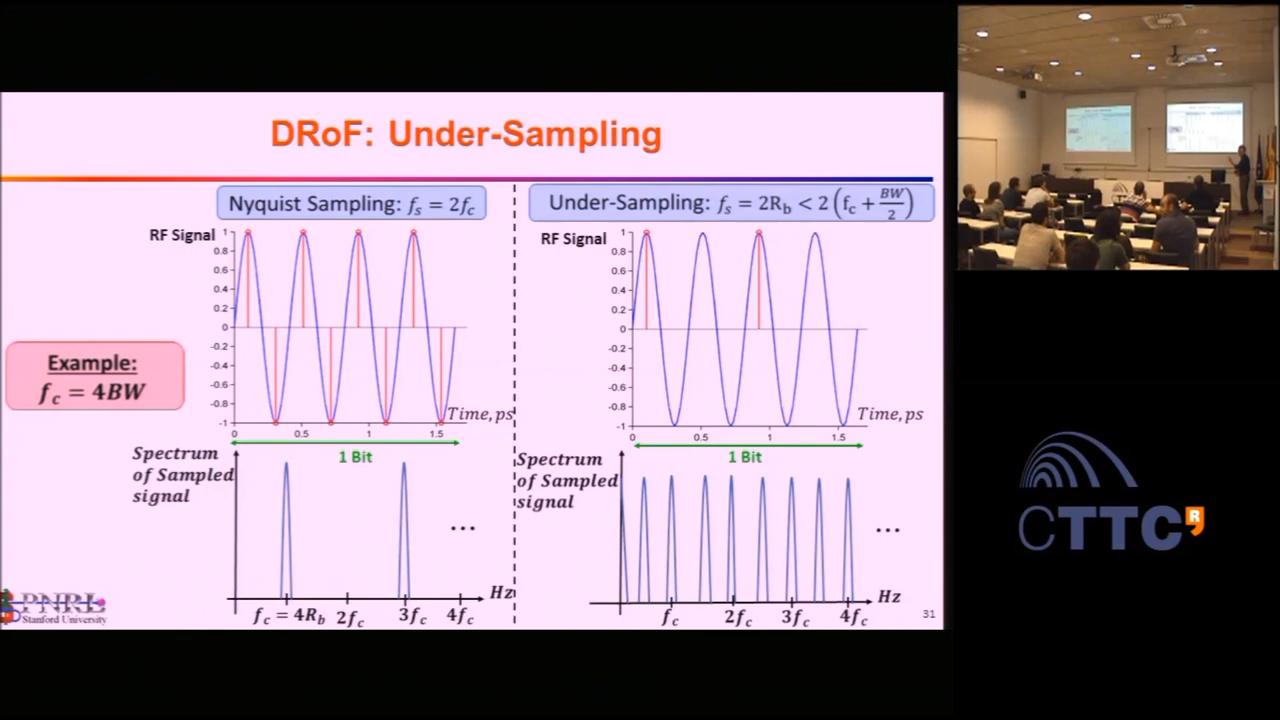 DRoF: Under-Sampling
Nyquist Sampling: f_s = 2f_c
Under-Sampling: f_s = 2R_b < 2 (f_c + BW/2)
Example:
f_c = 4BW
RF Signal
1
0.8
0.6
0.4
0.2
0
-0.2
-0.4
-0.6
-0.8
-1
0
0.5
1
1.5
Time, ps
1 Bit
RF Signal
1
0.8
0.6
0.4
0.2
0
-0.2
-0.4
-0.6
-0.8
-1
0
0.5
1
1.5
Time, ps
1 Bit
Spectrum
of Sampled
signal
...
Hz
f_c = 4R_b 2f_c 3f_c 4f_c
Spectrum
of Sampled
signal
...
Hz
f_c 2f_c 3f_c 4f_c
PNRL
Stanford University
31
CTTC R